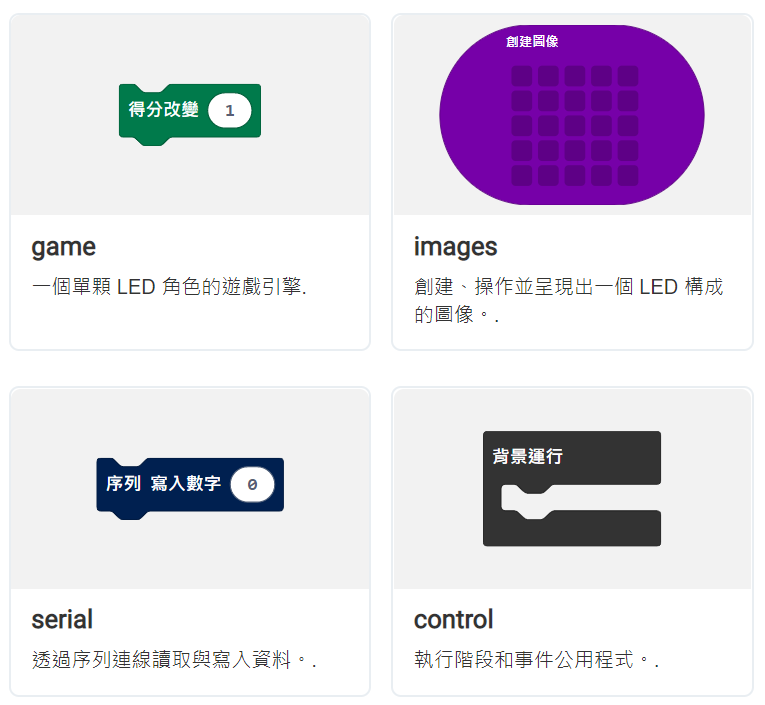 得分改變 1
game
一個單顆 LED 角色的遊戲引擎.
創建圖像
images
創建、操作並呈現出一個 LED 構成
的圖像。.
序列 寫入數字 0
serial
透過序列連線讀取與寫入資料。.
背景運行
control
執行階段和事件公用程式。.